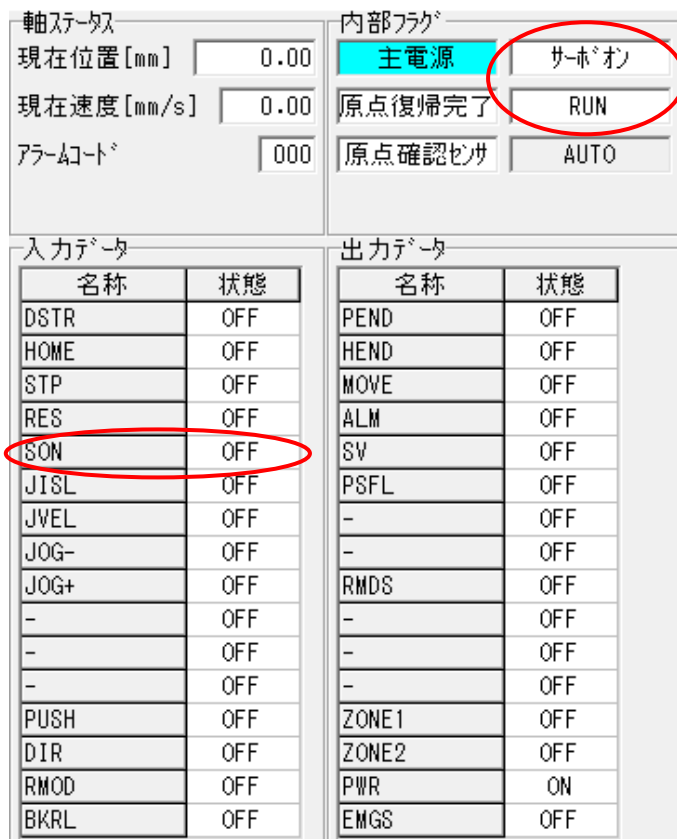 軸ｽﾃｰﾀｽ
現在位置[mm] 0.00
現在速度[mm/s] 0.00
ｱﾗｰﾑｺｰﾄﾞ 000
内部ﾌﾗｸﾞ
主電源 ｻｰﾎﾞｵﾝ
原点復帰完了 RUN
原点確認ｾﾝｻ AUTO
入力ﾃﾞｰﾀ
名称 状態
DSTR OFF
HOME OFF
STP OFF
RES OFF
SON OFF
JISL OFF
JVEL OFF
JOG- OFF
JOG+ OFF
- OFF
- OFF
- OFF
PUSH OFF
DIR OFF
RMOD OFF
BKRL OFF
出力ﾃﾞｰﾀ
名称 状態
PEND OFF
HEND OFF
MOVE OFF
ALM OFF
SV OFF
PSFL OFF
- OFF
- OFF
RMDS OFF
- OFF
- OFF
- OFF
ZONE1 OFF
ZONE2 OFF
PWR ON
EMGS OFF